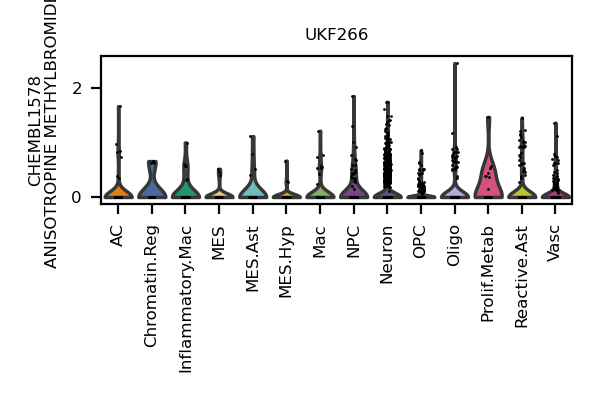 UKF266
CHEMBL1578
ANISOTROPINE METHYLBROMIDE
2
0
AC
Chromatin.Reg
Inflammatory.Mac
MES
MES.Ast
MES.Hyp
Mac
NPC
Neuron
OPC
Oligo
Prolif.Metab
Reactive.Ast
Vasc